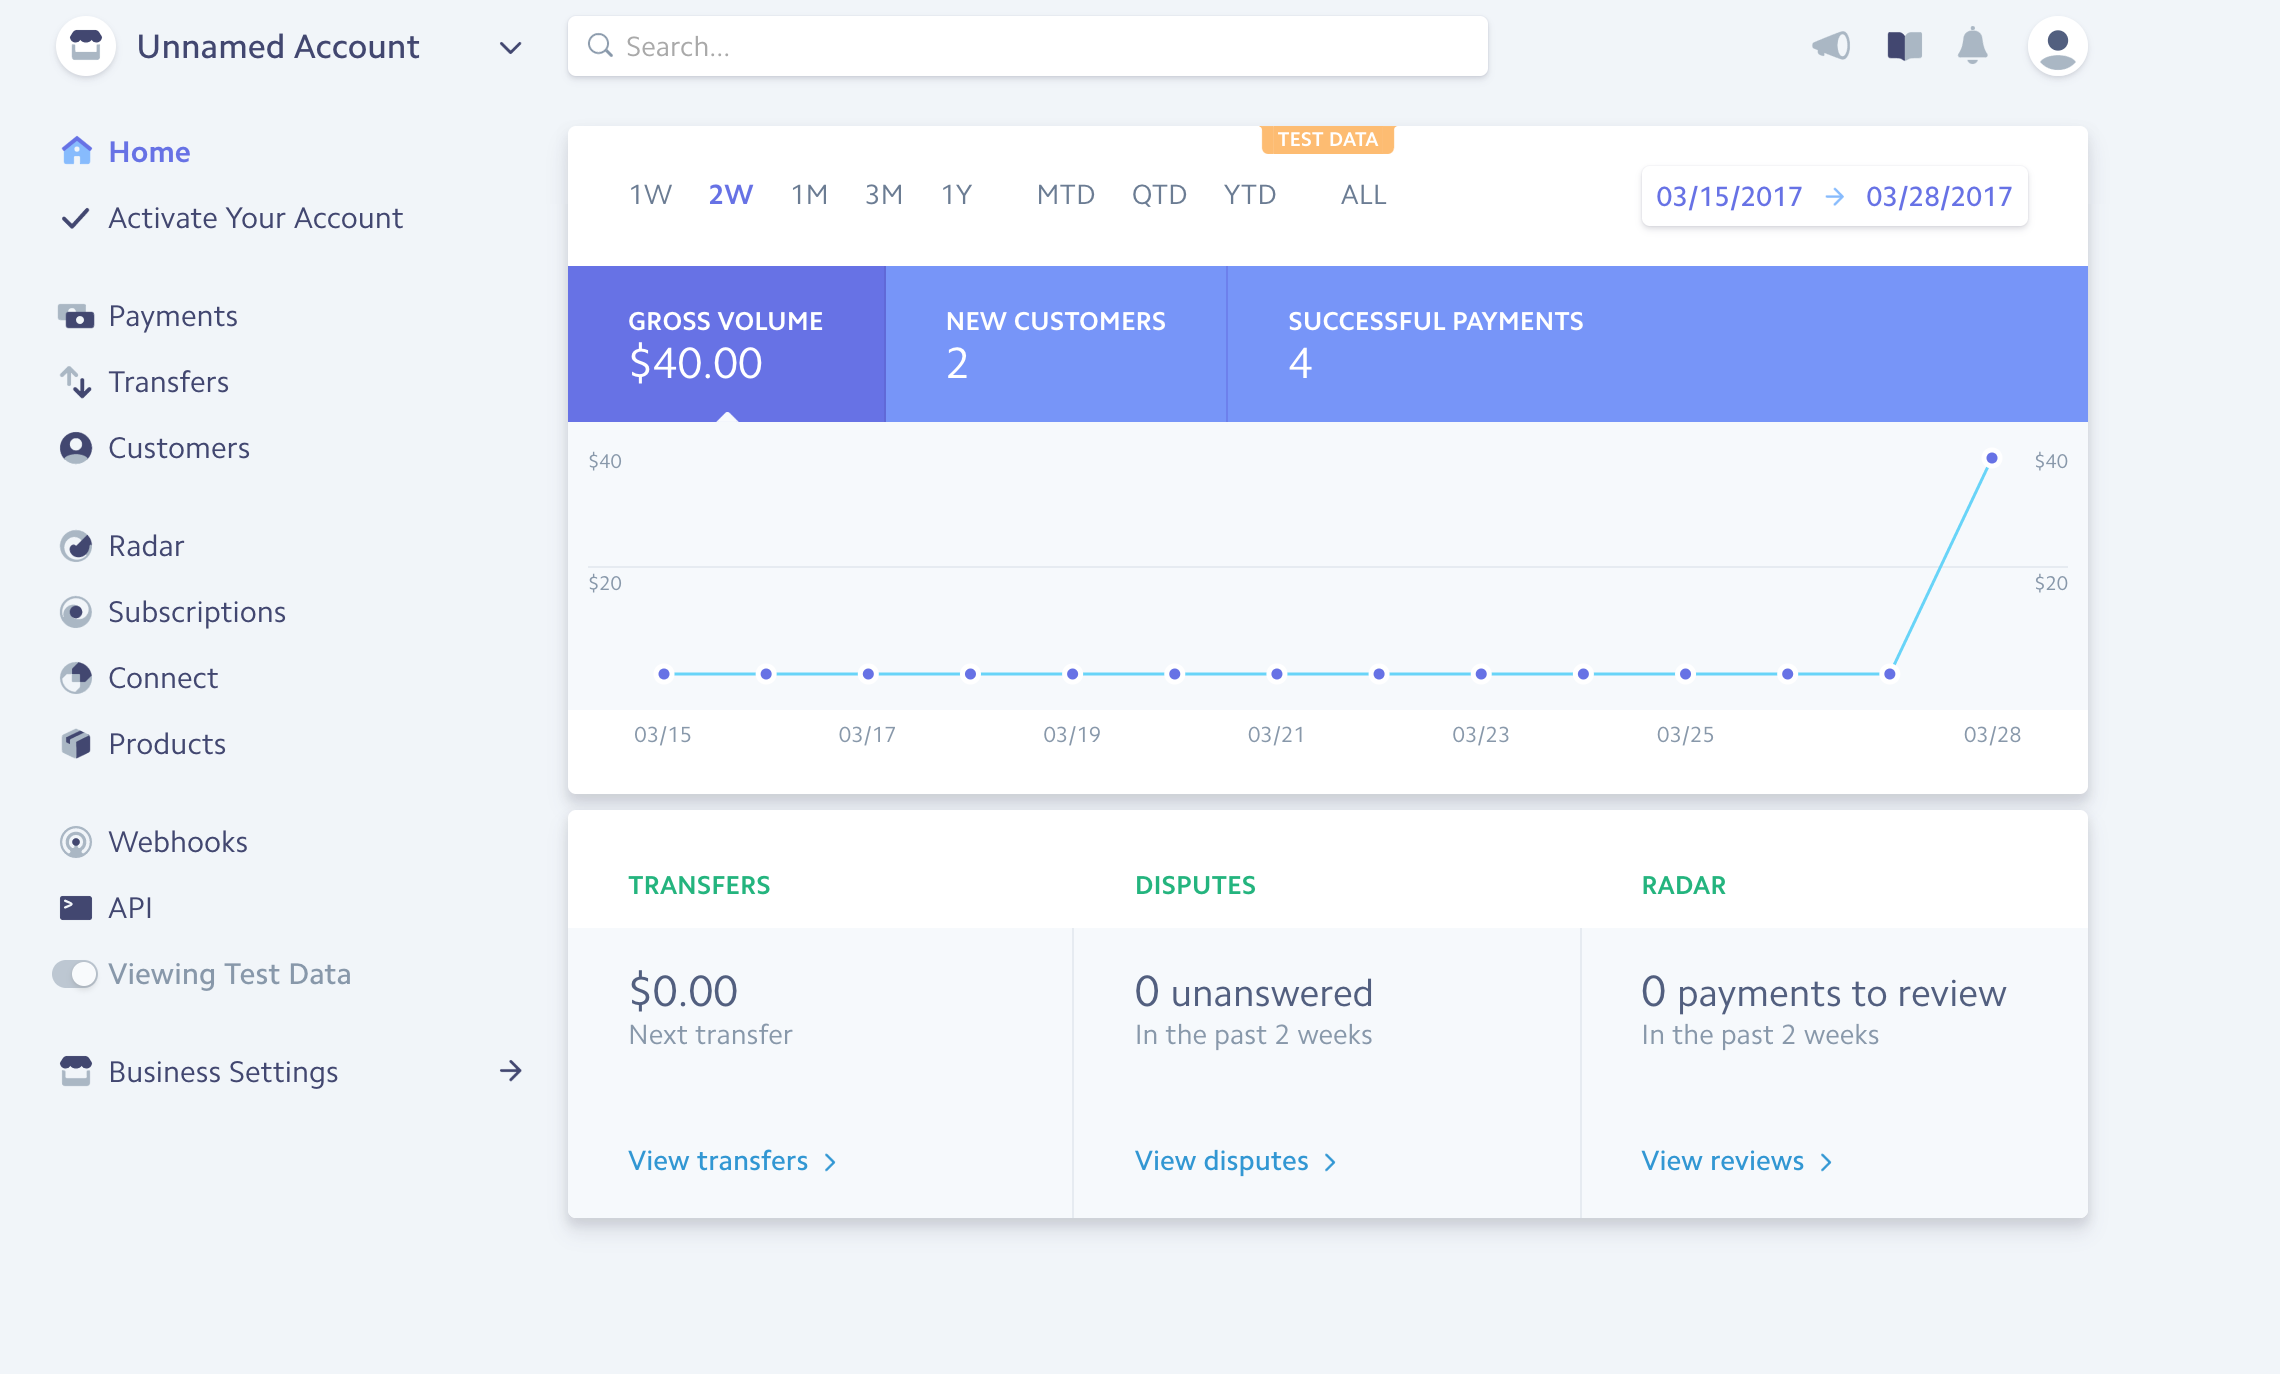 Unnamed Account
Search...
Home
Activate Your Account
Payments
Transfers
Customers
Radar
Subscriptions
Connect
Products
Webhooks
API
Viewing Test Data
Business Settings
TEST DATA
1W 2W 1M 3M 1Y MTD QTD YTD ALL
03/15/2017 → 03/28/2017
GROSS VOLUME
$40.00
NEW CUSTOMERS
2
SUCCESSFUL PAYMENTS
4
$40 $40
$20 $20
03/15 03/17 03/19 03/21 03/23 03/25 03/28
TRANSFERS
$0.00
Next transfer
View transfers
DISPUTES
0 unanswered
In the past 2 weeks
View disputes
RADAR
0 payments to review
In the past 2 weeks
View reviews